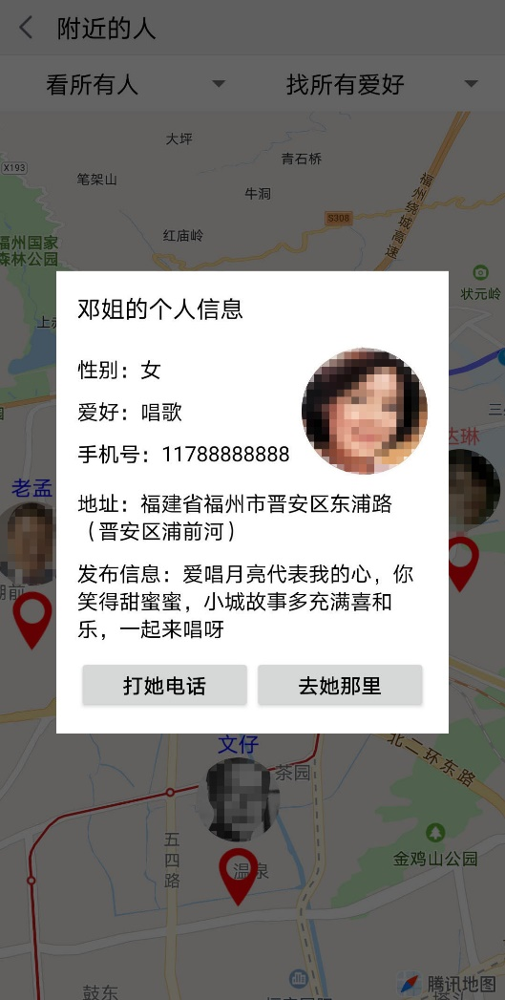 附近的人
看所有人
找所有爱好
大坪
青石桥
X193
笔架山
牛洞
福州绕城高速
S308
福州国家
森林公园
红庙岭
状元岭
邓姐的个人信息
性别：女
爱好：唱歌
手机号：11788888888
地址：福建省福州市晋安区东浦路
（晋安区浦前河）
发布信息：爱唱月亮代表我的心，你
笑得甜蜜蜜，小城故事多充满喜和
乐，一起来唱呀
打她电话
去她那里
上赤
三
达琳
老孟
湖前
文仔
茶园
北二环东路
五四路
金鸡山公园
温泉
腾讯地图
鼓东
塔头